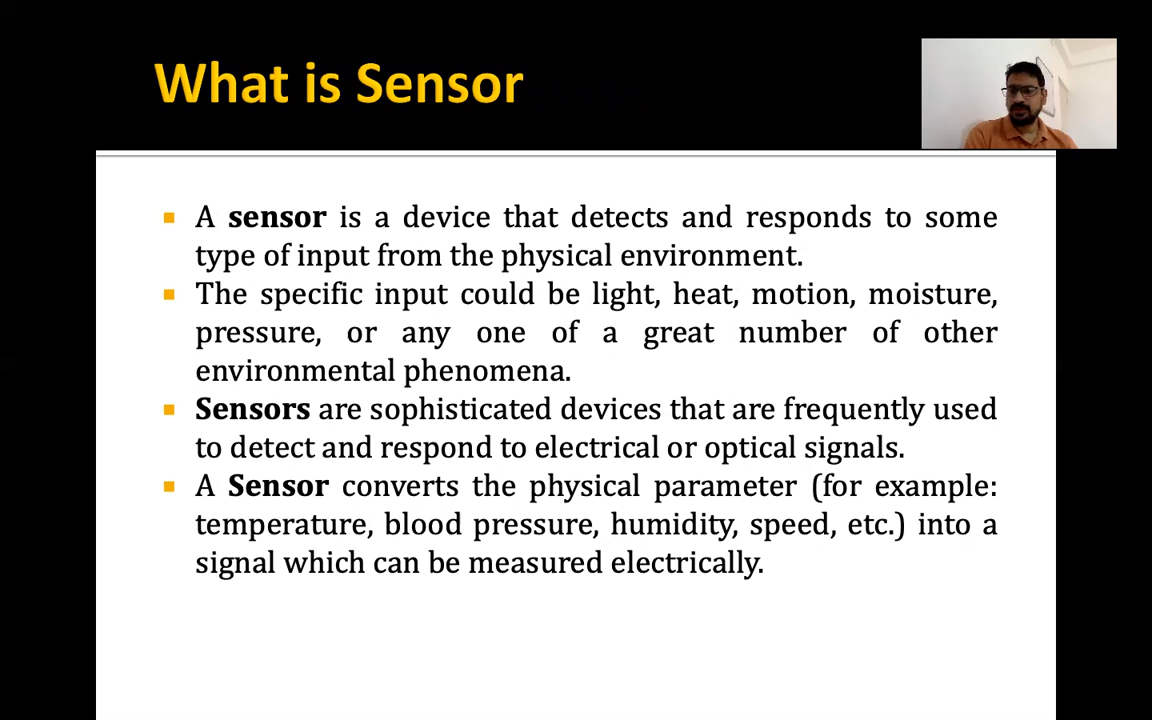 What is Sensor
A sensor is a device that detects and responds to some
type of input from the physical environment.
The specific input could be light, heat, motion, moisture,
pressure, or any one of a great number of other
environmental phenomena.
Sensors are sophisticated devices that are frequently used
to detect and respond to electrical or optical signals.
A Sensor converts the physical parameter (for example:
temperature, blood pressure, humidity, speed, etc.) into a
signal which can be measured electrically.